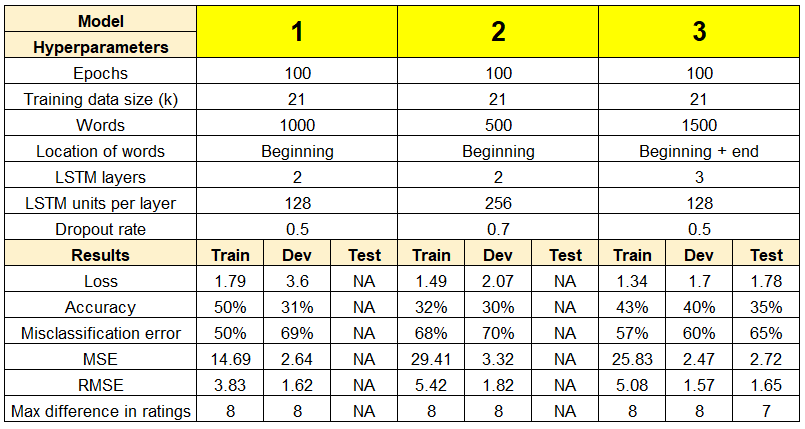 Model 1 2 3
Hyperparameters
Epochs 100 100 100
Training data size (k) 21 21 21
Words 1000 500 1500
Location of words Beginning Beginning Beginning + end
LSTM layers 2 2 3
LSTM units per layer 128 256 128
Dropout rate 0.5 0.7 0.5
Results Train Dev Test Train Dev Test Train Dev Test
Loss 1.79 3.6 NA 1.49 2.07 NA 1.34 1.7 1.78
Accuracy 50% 31% NA 32% 30% NA 43% 40% 35%
Misclassification error 50% 69% NA 68% 70% NA 57% 60% 65%
MSE 14.69 2.64 NA 29.41 3.32 NA 25.83 2.47 2.72
RMSE 3.83 1.62 NA 5.42 1.82 NA 5.08 1.57 1.65
Max difference in ratings 8 8 NA 8 8 NA 8 8 7